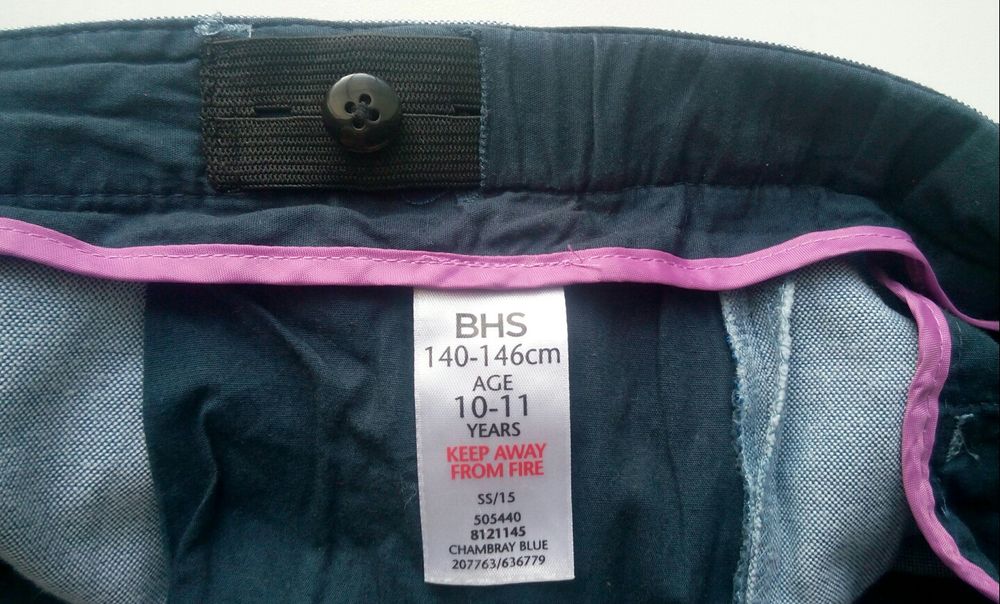 BHS
140-146cm
AGE
10-11
YEARS
KEEP AWAY
FROM FIRE
SS/15
505440
8121145
CHAMBRAY BLUE
207763/636779